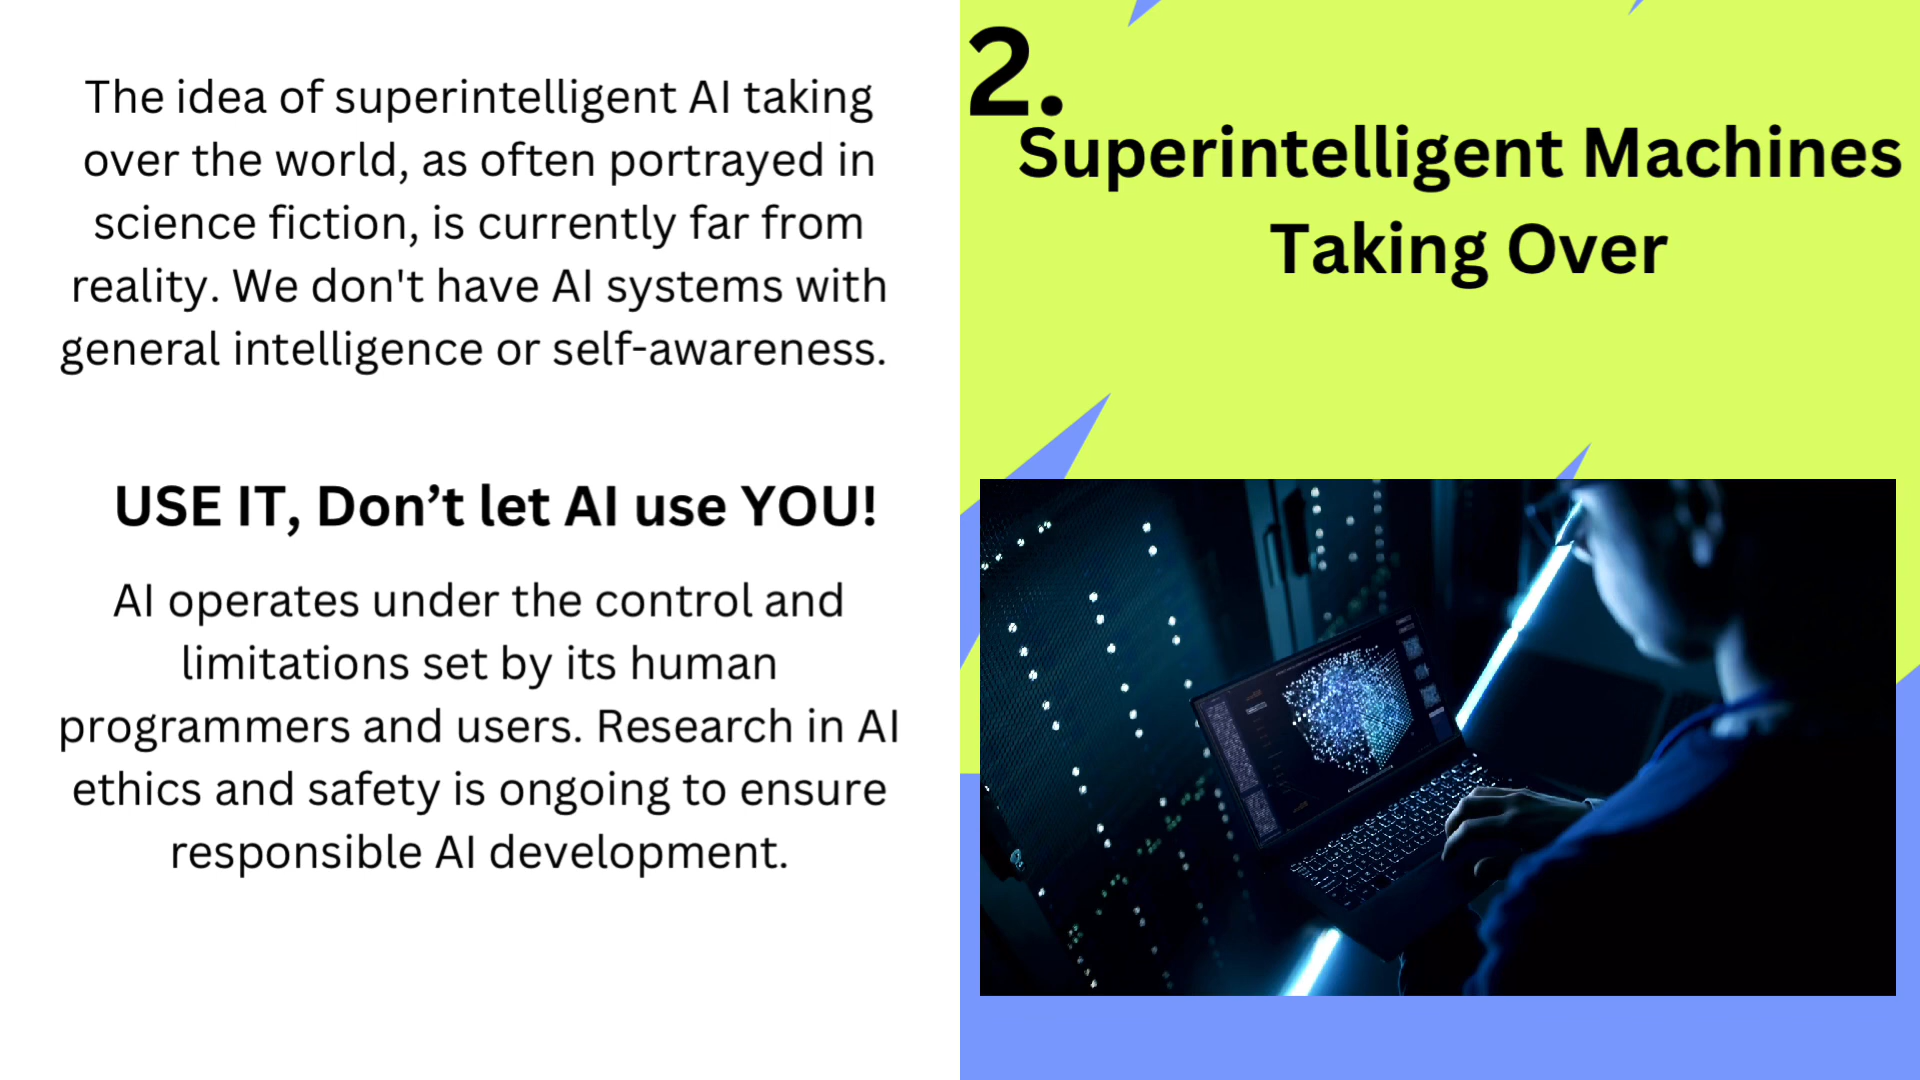 The idea of superintelligent AI taking
over the world, as often portrayed in
science fiction, is currently far from
reality. We don't have AI systems with
general intelligence or self-awareness.
USE IT, Don’t let AI use YOU!
AI operates under the control and
limitations set by its human
programmers and users. Research in AI
ethics and safety is ongoing to ensure
responsible AI development.
2.
Superintelligent Machines
Taking Over